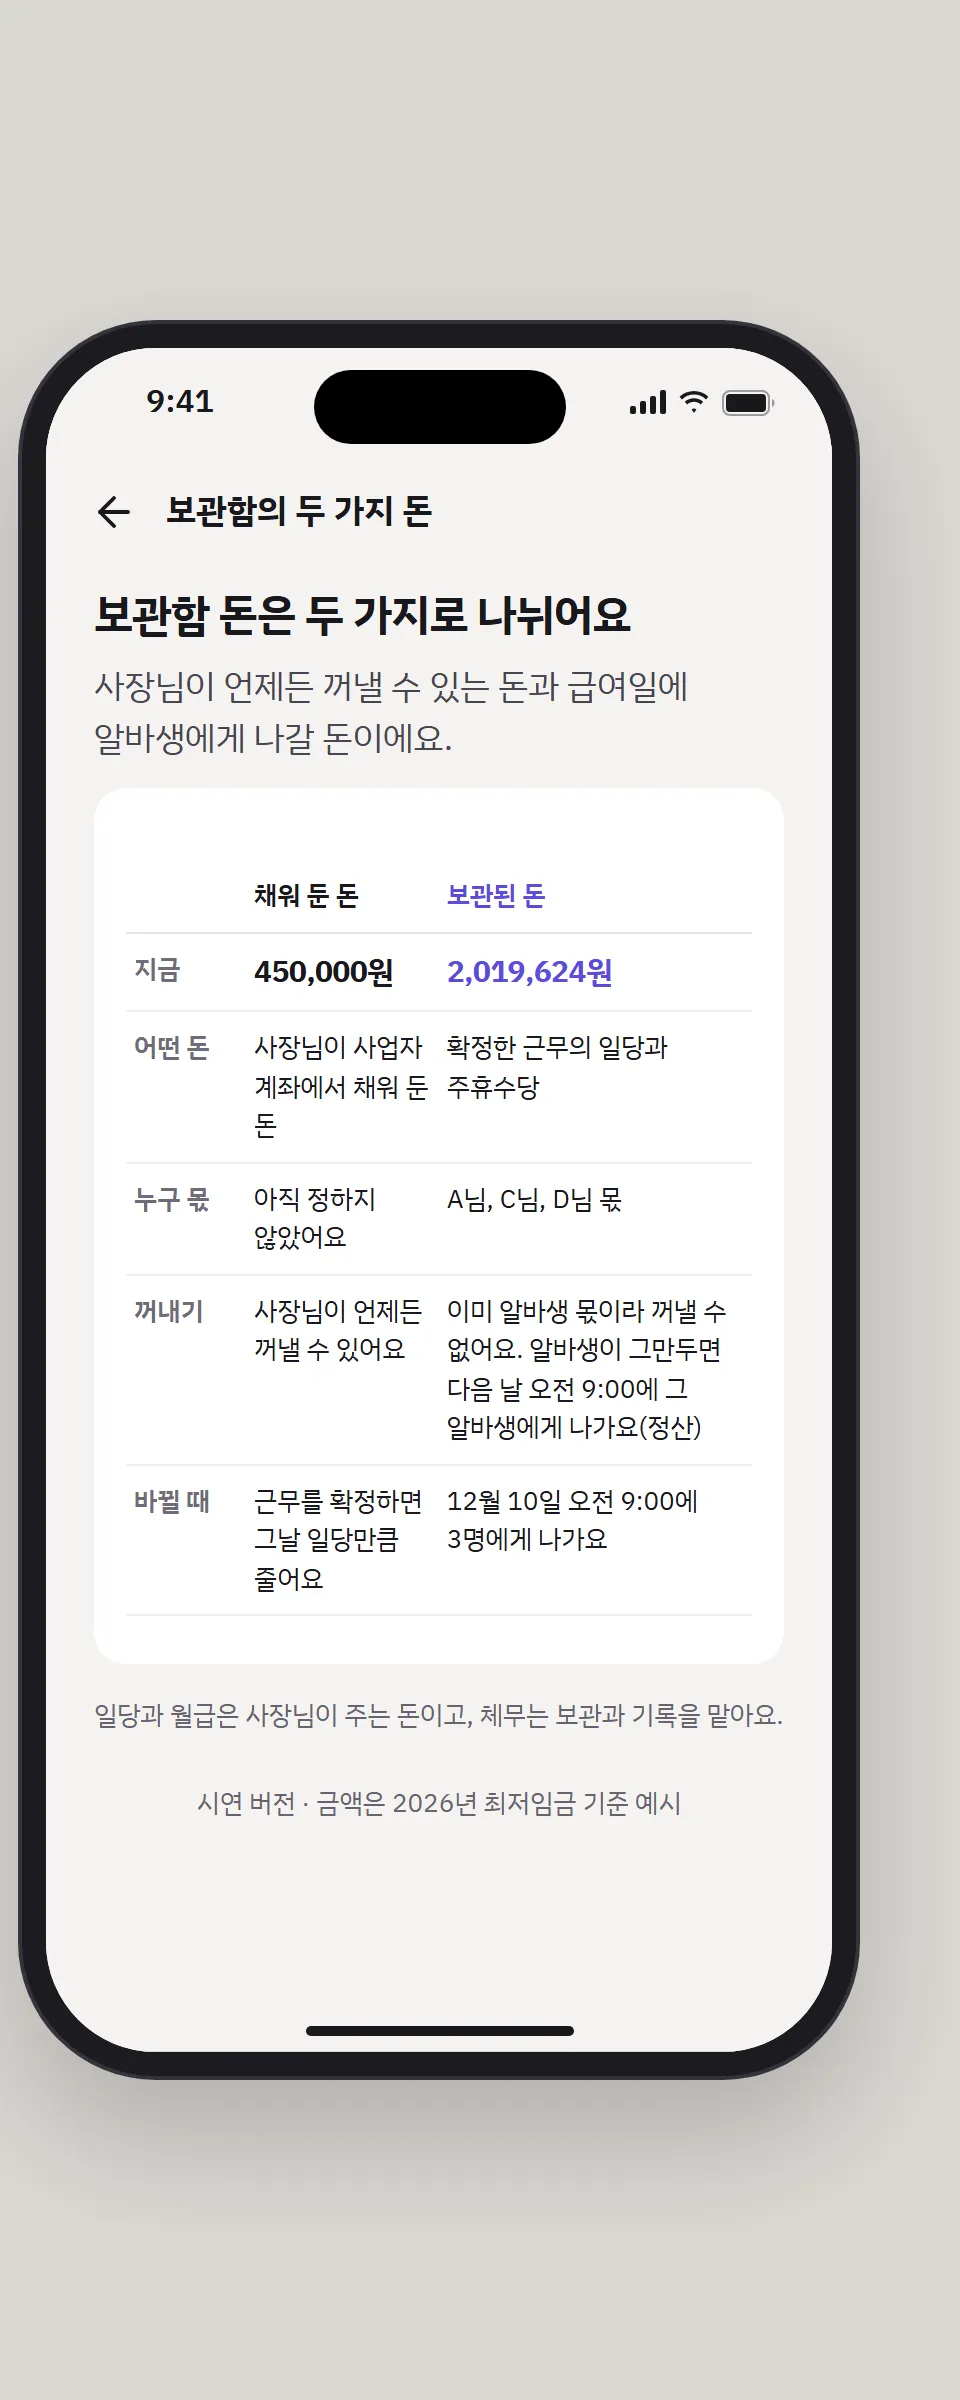 9:41
보관함의 두 가지 돈
보관함 돈은 두 가지로 나뉘어요
사장님이 언제든 꺼낼 수 있는 돈과 급여일에
알바생에게 나갈 돈이에요.
채워 둔 돈 보관된 돈
지금 450,000원 2,019,624원
어떤 돈 사장님이 사업자 확정한 근무의 일당과
계좌에서 채워 둔 주휴수당
돈
누구 몫 아직 정하지 A님, C님, D님 몫
않았어요
꺼내기 사장님이 언제든 이미 알바생 몫이라 꺼낼 수
꺼낼 수 있어요 없어요. 알바생이 그만두면
다음 날 오전 9:00에 그
알바생에게 나가요(정산)
바뀔 때 근무를 확정하면 12월 10일 오전 9:00에
그날 일당만큼 3명에게 나가요
줄어요
일당과 월급은 사장님이 주는 돈이고, 체무는 보관과 기록을 맡아요.
시연 버전 · 금액은 2026년 최저임금 기준 예시